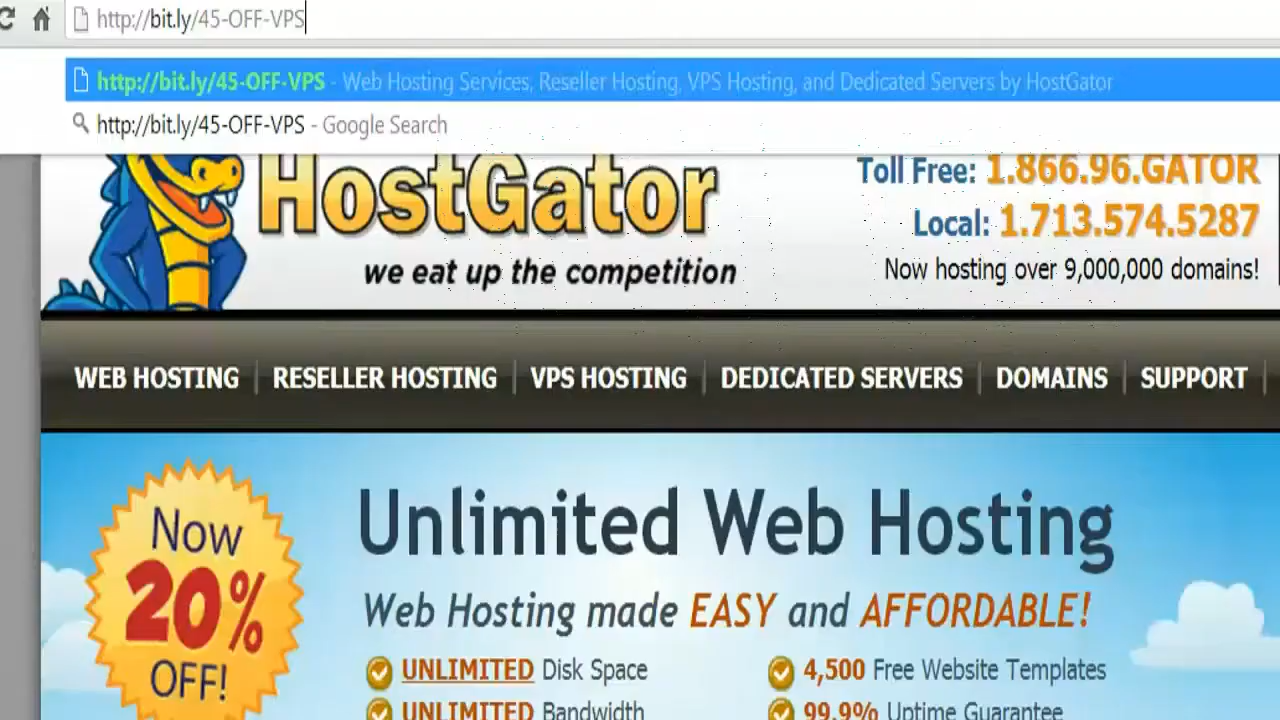 http://bit.ly/45-OFF-VPS
http://bit.ly/45-OFF-VPS - Web Hosting Services, Reseller Hosting, VPS Hosting, and Dedicated Servers by HostGator
http://bit.ly/45-OFF-VPS - Google Search
HostGator
we eat up the competition
Toll Free: 1.866.96.GATOR
Local: 1.713.574.5287
Now hosting over 9,000,000 domains!
WEB HOSTING RESELLER HOSTING VPS HOSTING DEDICATED SERVERS DOMAINS SUPPORT
Now
20%
OFF!
Unlimited Web Hosting
Web Hosting made EASY and AFFORDABLE!
UNLIMITED Disk Space
4,500 Free Website Templates
UNLIMITED Bandwidth
99.9% Uptime Guarantee